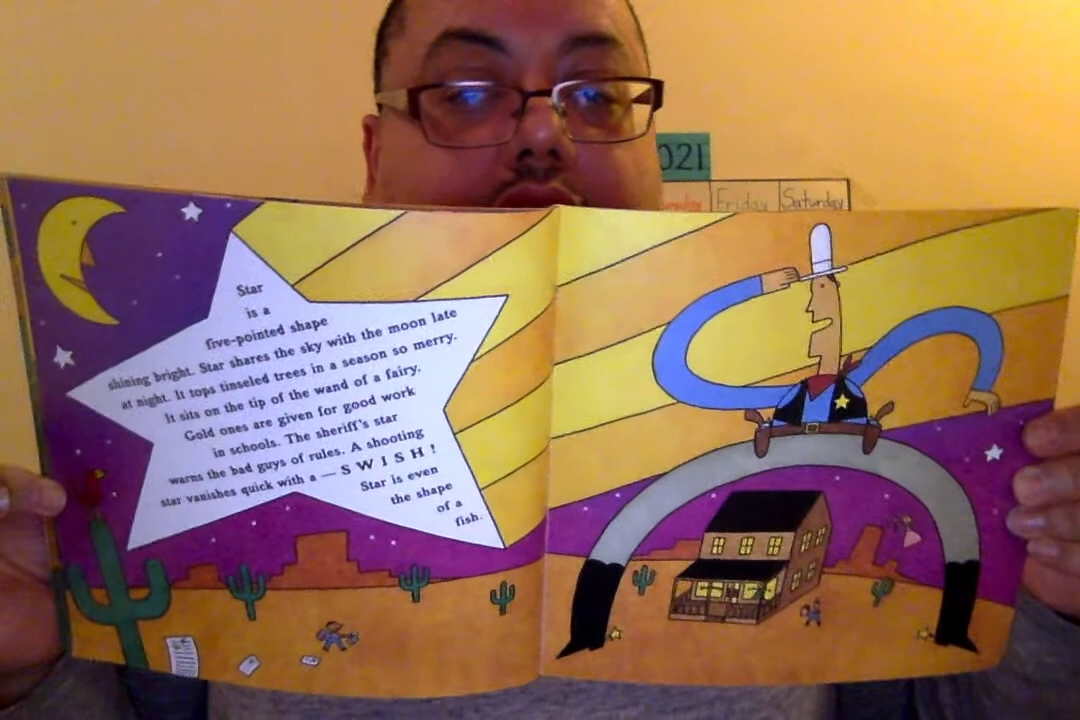 021
Friday
Saturday
Star
is a
five-pointed shape
shining bright. Star shares the sky with the moon late
at night. It tops tinseled trees in a season so merry.
It sits on the tip of the wand of a fairy.
Gold ones are given for good work
in schools. The sheriff's star
warns the bad guys of rules. A shooting
star vanishes quick with a — S W I S H !
Star is even
the shape
of a
fish.